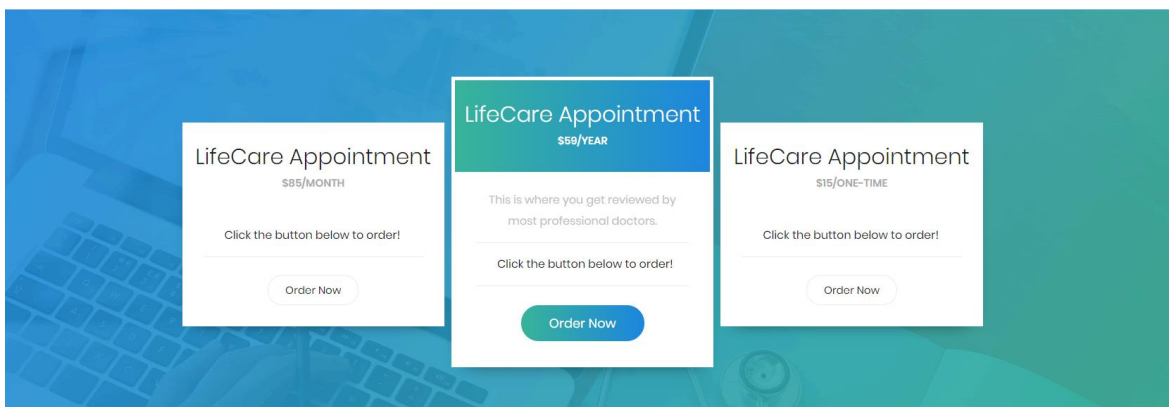 LifeCare Appointment
$85/MONTH
Click the button below to order!
Order Now
LifeCare Appointment
$59/YEAR
This is where you get reviewed by
most professional doctors.
Click the button below to order!
Order Now
LifeCare Appointment
$15/ONE-TIME
Click the button below to order!
Order Now